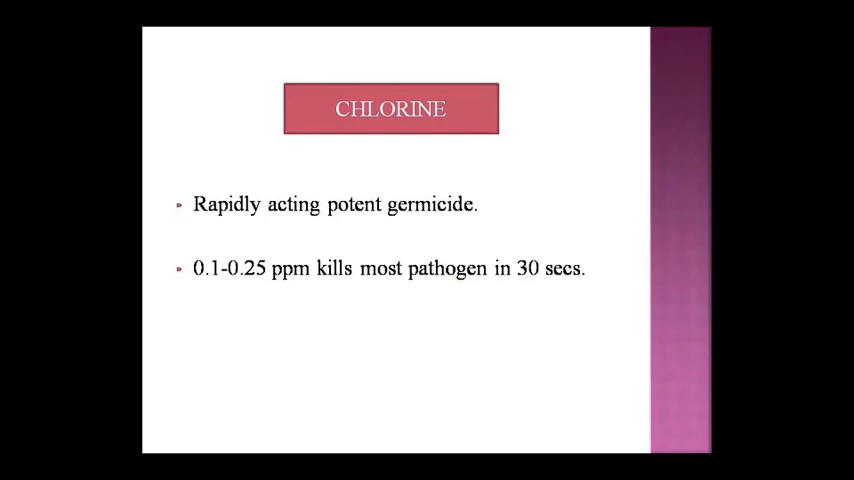 CHLORINE
Rapidly acting potent germicide.
0.1-0.25 ppm kills most pathogen in 30 secs.